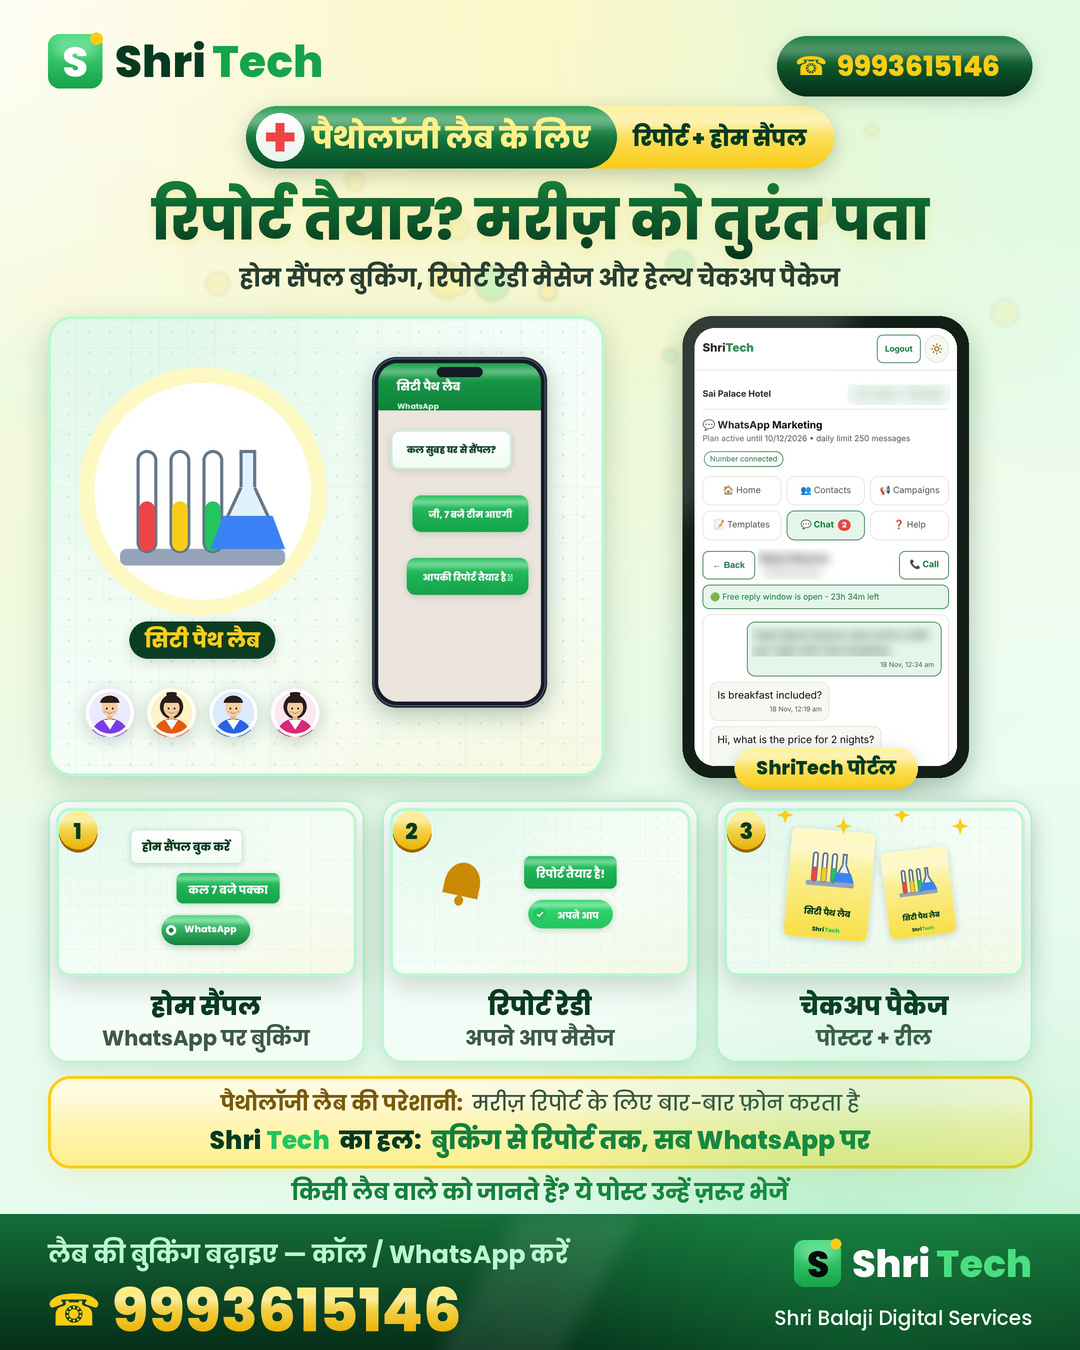 S Shri Tech
☎ 9993615146
पैथोलॉजी लैब के लिए
रिपोर्ट + होम सैंपल
रिपोर्ट तैयार? मरीज़ को तुरंत पता
होम सैंपल बुकिंग, रिपोर्ट रेडी मैसेज और हेल्थ चेकअप पैकेज
सिटी पैथ लैब
सिटी पैथ लैब
WhatsApp
कल सुबह घर से सैंपल?
जी, 7 बजे टीम आएगी
आपकी रिपोर्ट तैयार है
ShriTech
Logout
Sai Palace Hotel
💬 WhatsApp Marketing
Plan active until 10/12/2026 • daily limit 250 messages
Number connected
🏠 Home
👥 Contacts
📢 Campaigns
📝 Templates
💬 Chat 2
❓ Help
← Back
📞 Call
🟢 Free reply window is open - 23h 34m left
18 Nov, 12:34 am
Is breakfast included?
18 Nov, 12:19 am
Hi, what is the price for 2 nights?
ShriTech पोर्टल
1
होम सैंपल बुक करें
कल 7 बजे पक्का
WhatsApp
होम सैंपल
WhatsApp पर बुकिंग
2
रिपोर्ट तैयार है!
✓ अपने आप
रिपोर्ट रेडी
अपने आप मैसेज
3
सिटी पैथ लैब
ShriTech
सिटी पैथ लैब
ShriTech
चेकअप पैकेज
पोस्टर + रील
पैथोलॉजी लैब की परेशानी: मरीज़ रिपोर्ट के लिए बार-बार फ़ोन करता है
Shri Tech का हल: बुकिंग से रिपोर्ट तक, सब WhatsApp पर
किसी लैब वाले को जानते हैं? ये पोस्ट उन्हें ज़रूर भेजें
लैब की बुकिंग बढ़ाइए — कॉल / WhatsApp करें
☎ 9993615146
S Shri Tech
Shri Balaji Digital Services